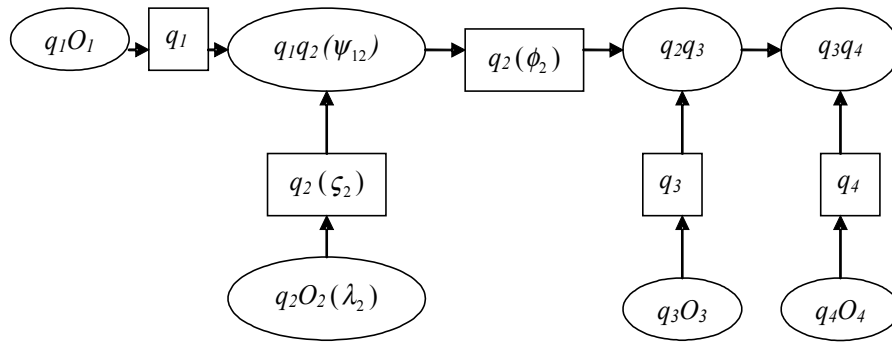 q₁O₁
q₁
q₁q₂(ψ₁₂)
q₂(ϕ₂)
q₂q₃
q₃q₄
q₂(ς₂)
q₃
q₄
q₂O₂(λ₂)
q₃O₃
q₄O₄